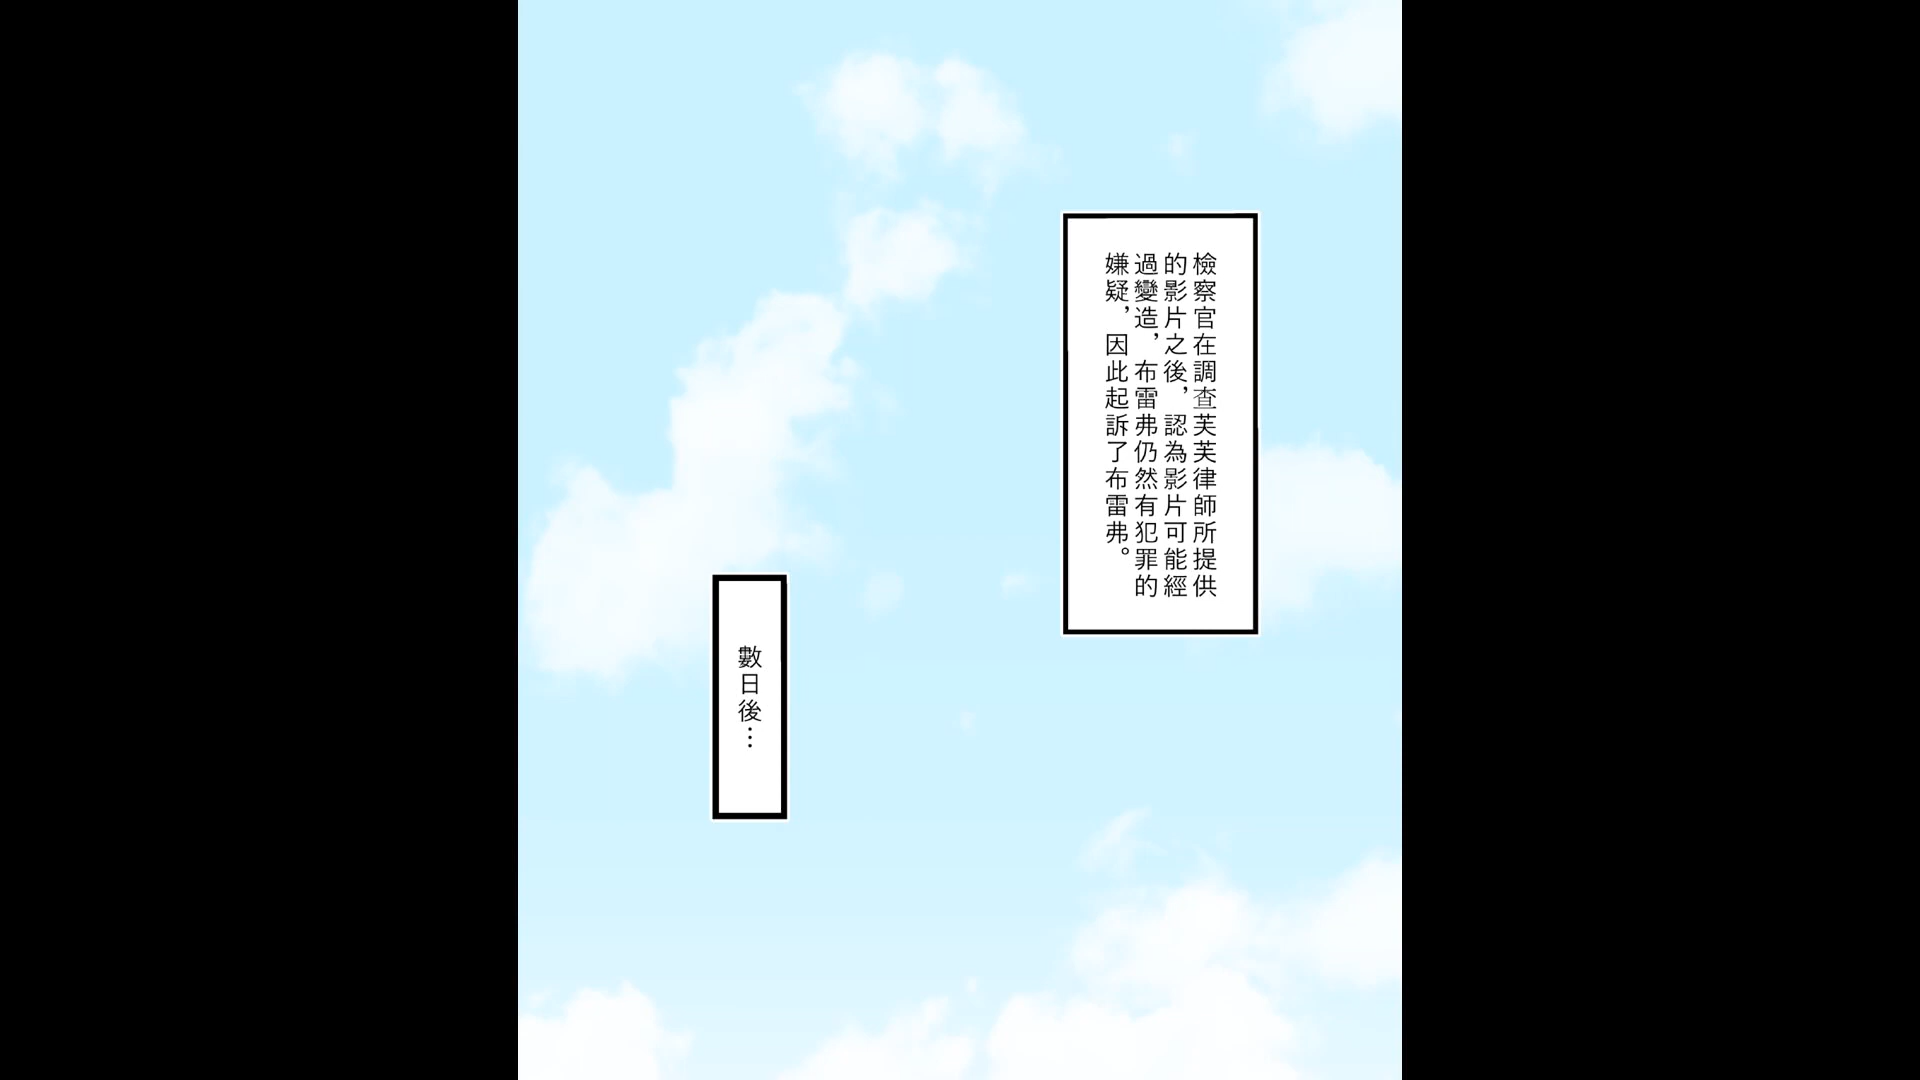 檢察官在調查芙芙律師所提供
的影片之後，認為影片可能經
過變造，布雷弗仍然有犯罪的
嫌疑，因此起訴了布雷弗。
數日後…